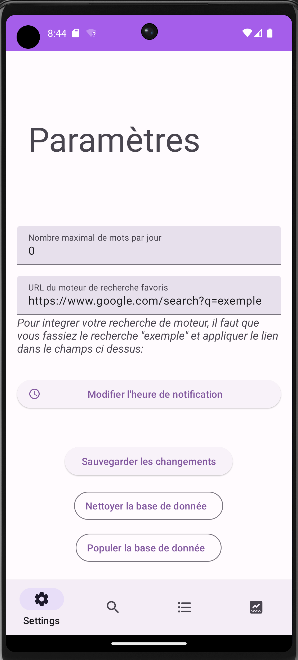 8:44
Paramètres
Nombre maximal de mots par jour
0
URL du moteur de recherche favoris
https://www.google.com/search?q=exemple
Pour integrer votre recherche de moteur, il faut que
vous fassiez le recherche "exemple" et appliquer le lien
dans le champs ci dessus:
Modifier l'heure de notification
Sauvegarder les changements
Nettoyer la base de donnée
Populer la base de donnée
Settings